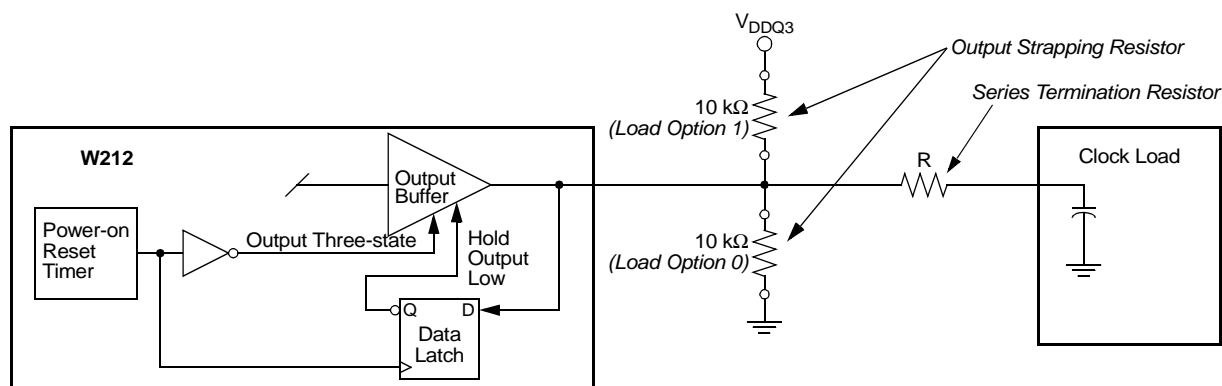 V_DDQ3
Output Strapping Resistor
Series Termination Resistor
10 kΩ
(Load Option 1)
W212
Output
Buffer
R
Clock Load
Power-on
Reset
Timer
Output Three-state
Hold
Output
Low
10 kΩ
(Load Option 0)
Q D
Data
Latch